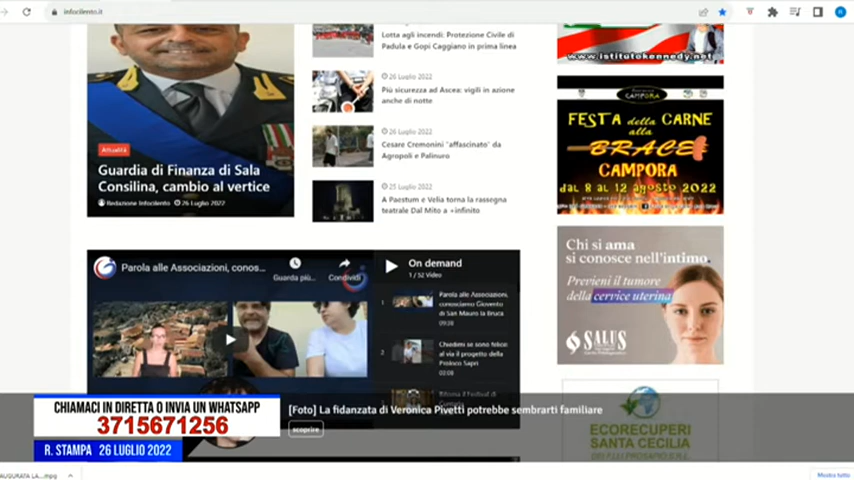 infocilento.it
Attualità
Guardia di Finanza di Sala
Consilina, cambio al vertice
Redazione Infocilento 26 Luglio 2022
Lotta agli incendi: Protezione Civile di
Padula e Gopi Caggiano in prima linea
26 Luglio 2022
Più sicurezza ad Ascea: vigili in azione
anche di notte
26 Luglio 2022
Cesare Cremonini "affascinato" da
Agropoli e Palinuro
25 Luglio 2022
A Paestum e Velia torna la rassegna
teatrale Dal Mito a +infinito
www.istitutokennedy.net
CAMPORA
FESTA della CARNE
alla
BRACE
CAMPORA
dal 8 al 12 agosto 2022
Chi si ama
si conosce nell'intimo.
Previeni il tumore
della cervice uterina
SALUS
ECORECUPERI
SANTA CECILIA
Parola alle Associazioni, conos...
Guarda più...
Condividi
On demand
1 / 52 Video
1
Parola alle Associazioni,
conosciamo Gioventò
di San Mauro la Bruca
09:28
2
Chiedimi se sono felice
al via il progetto della
Proloco Sapri
02:08
CHIAMACI IN DIRETTA O INVIA UN WHATSAPP
3715671256
R. STAMPA 26 LUGLIO 2022
[Foto] La fidanzata di Veronica Pivetti potrebbe sembrarti familiare
scoprire
AUGURATA LA....mpg
Mostra tutto